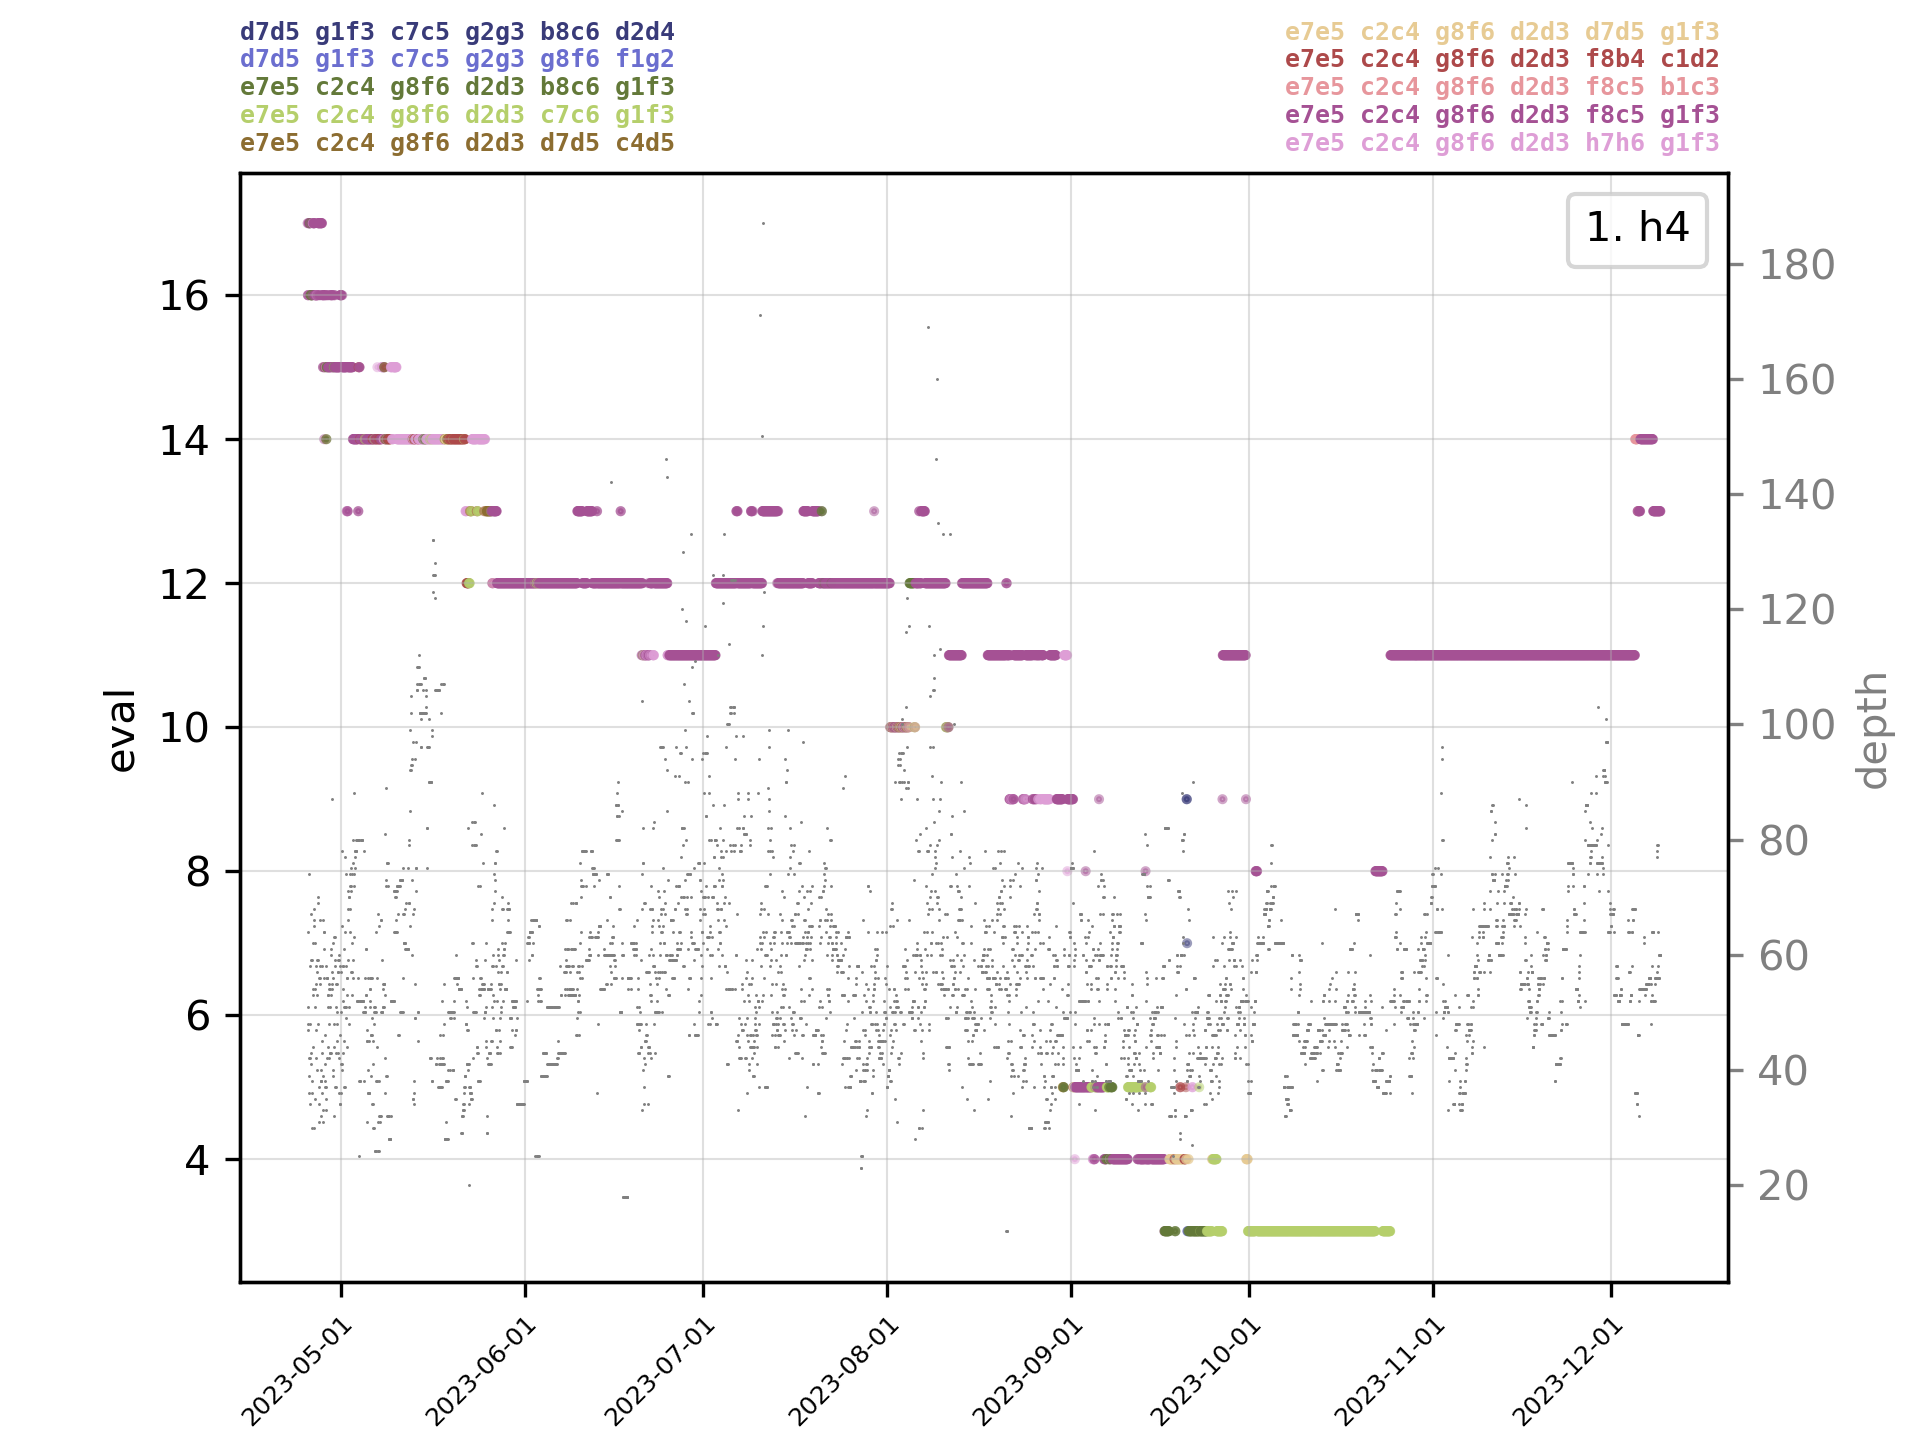 d7d5 g1f3 c7c5 g2g3 b8c6 d2d4
d7d5 g1f3 c7c5 g2g3 g8f6 f1g2
e7e5 c2c4 g8f6 d2d3 b8c6 g1f3
e7e5 c2c4 g8f6 d2d3 c7c6 g1f3
e7e5 c2c4 g8f6 d2d3 d7d5 c4d5
e7e5 c2c4 g8f6 d2d3 d7d5 g1f3
e7e5 c2c4 g8f6 d2d3 f8b4 c1d2
e7e5 c2c4 g8f6 d2d3 f8c5 b1c3
e7e5 c2c4 g8f6 d2d3 f8c5 g1f3
e7e5 c2c4 g8f6 d2d3 h7h6 g1f3
1. h4
eval
16
14
12
10
8
6
4
180
160
140
120
100
80
60
40
20
depth
2023-05-01
2023-06-01
2023-07-01
2023-08-01
2023-09-01
2023-10-01
2023-11-01
2023-12-01